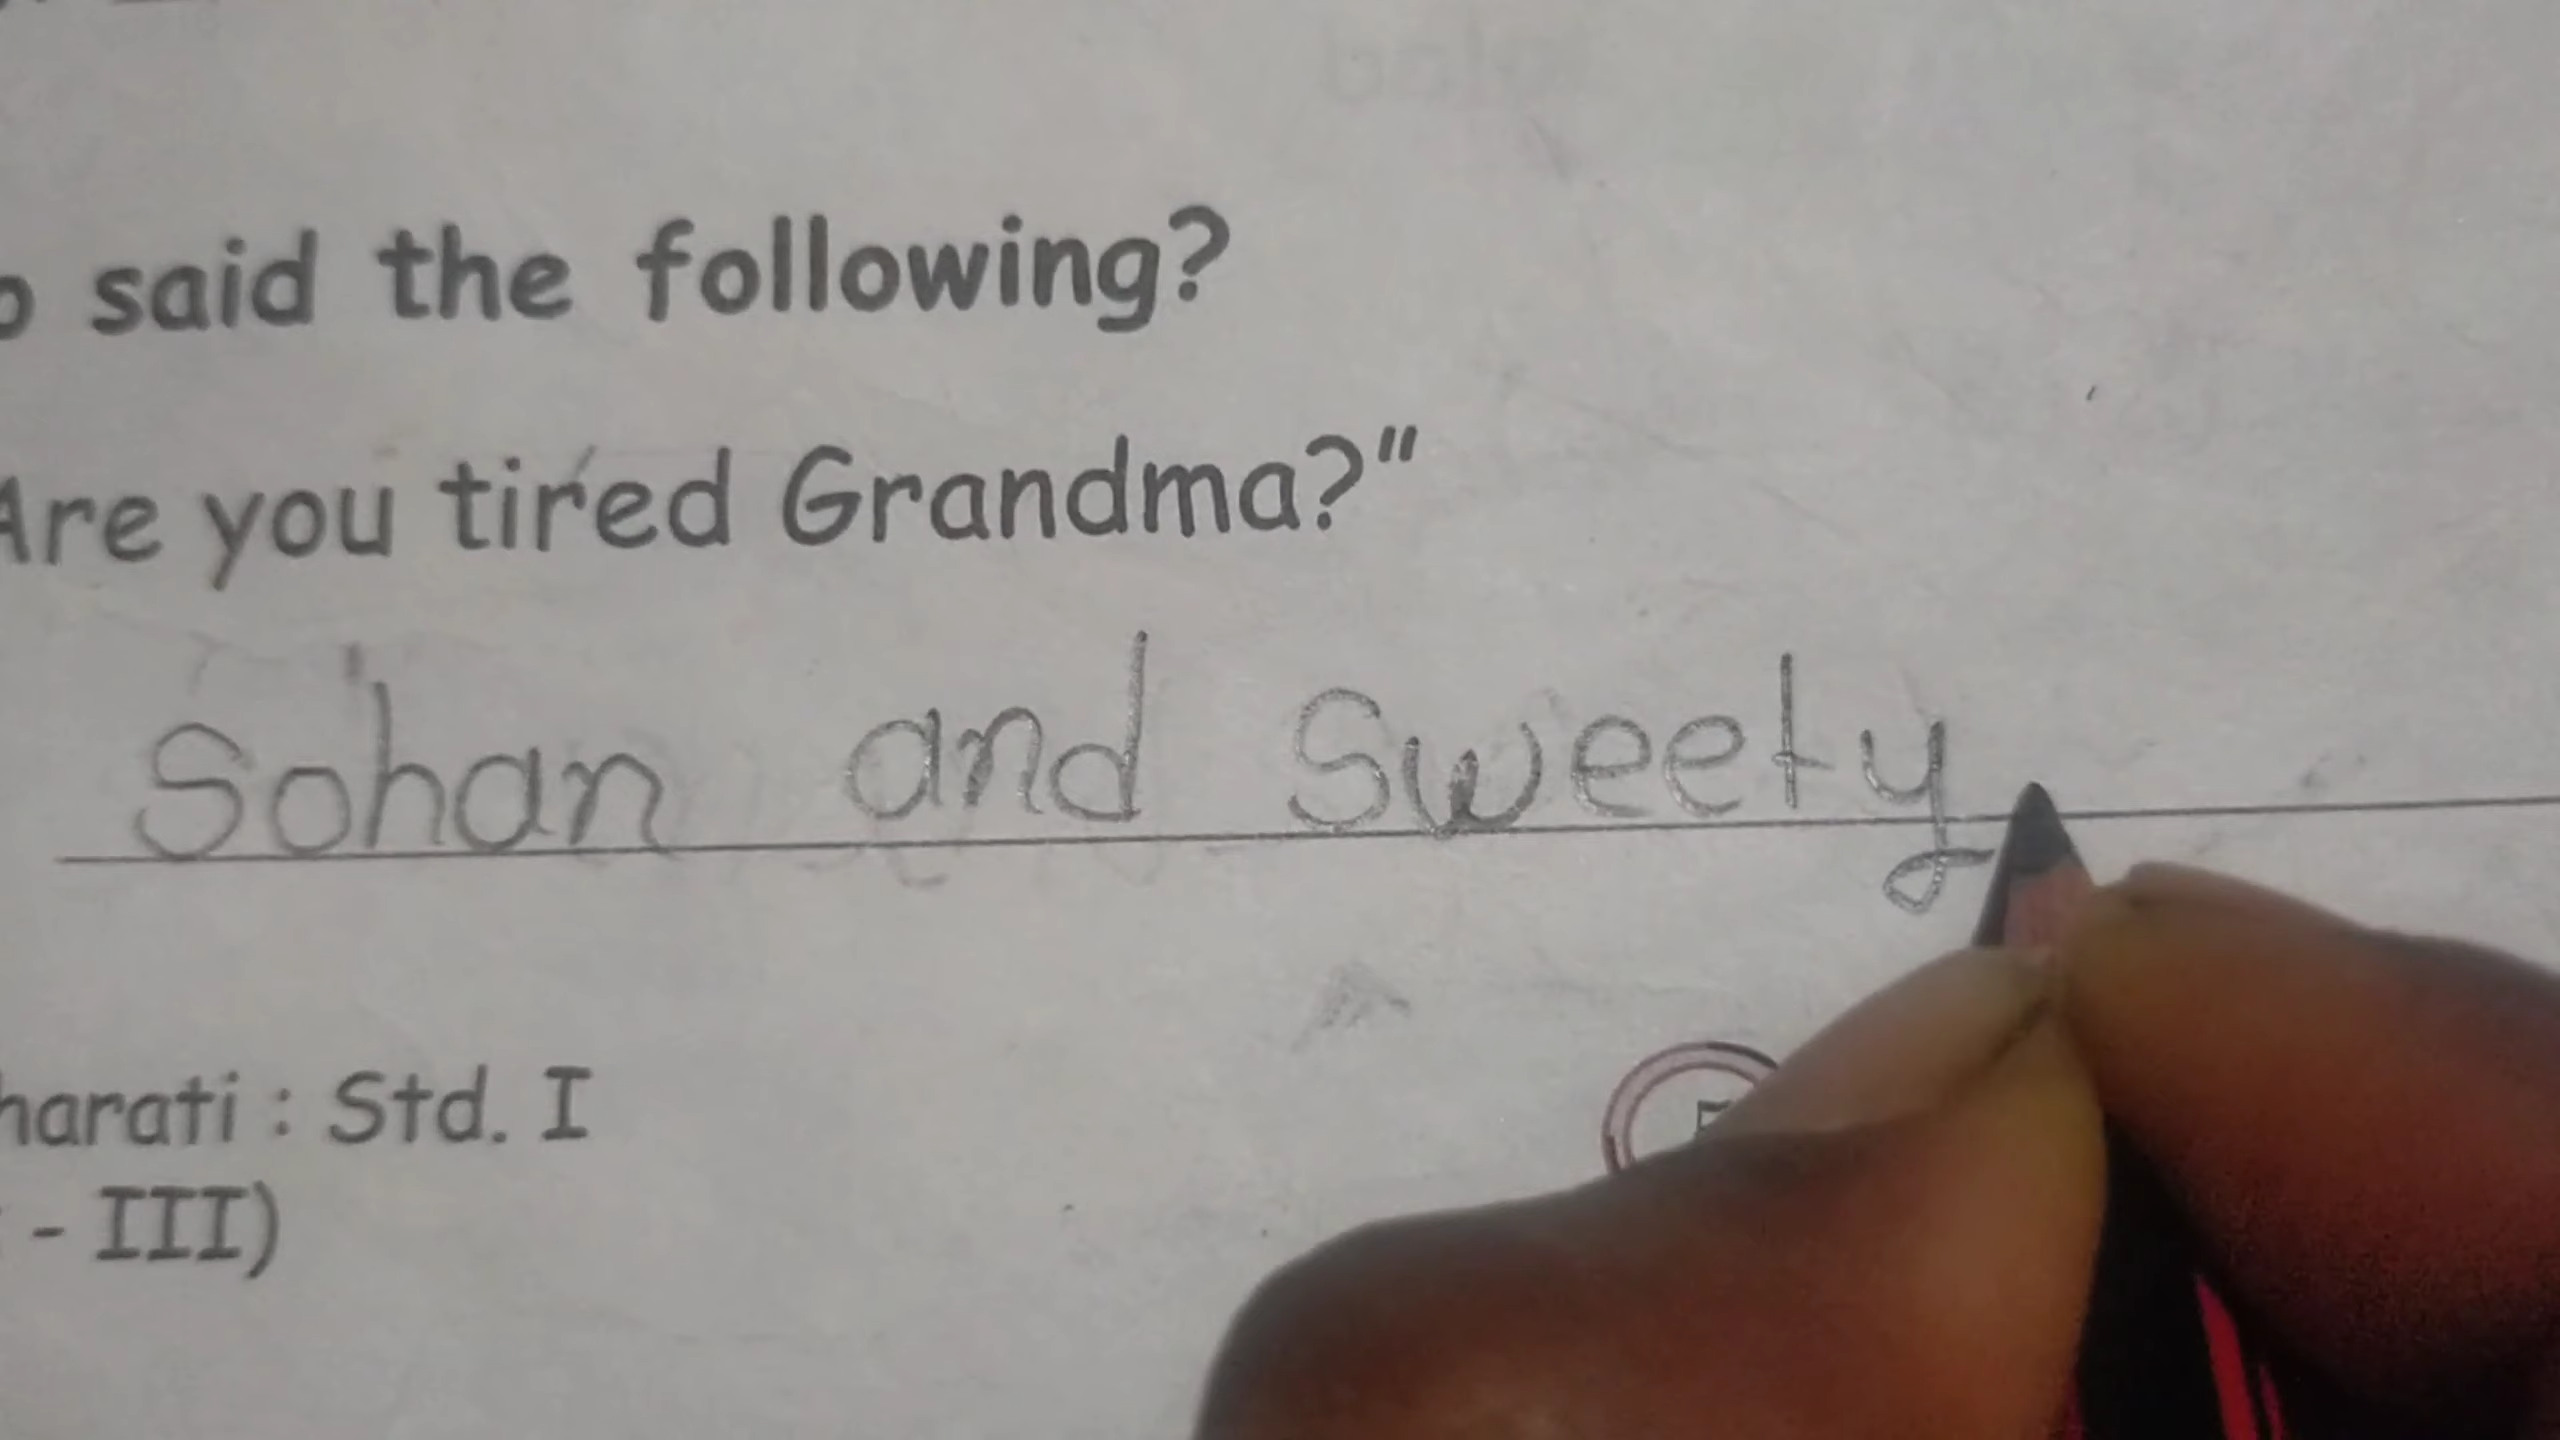 said the following?
Are you tired Grandma?"
Sohan and Sweety
harati : Std. I
- III)